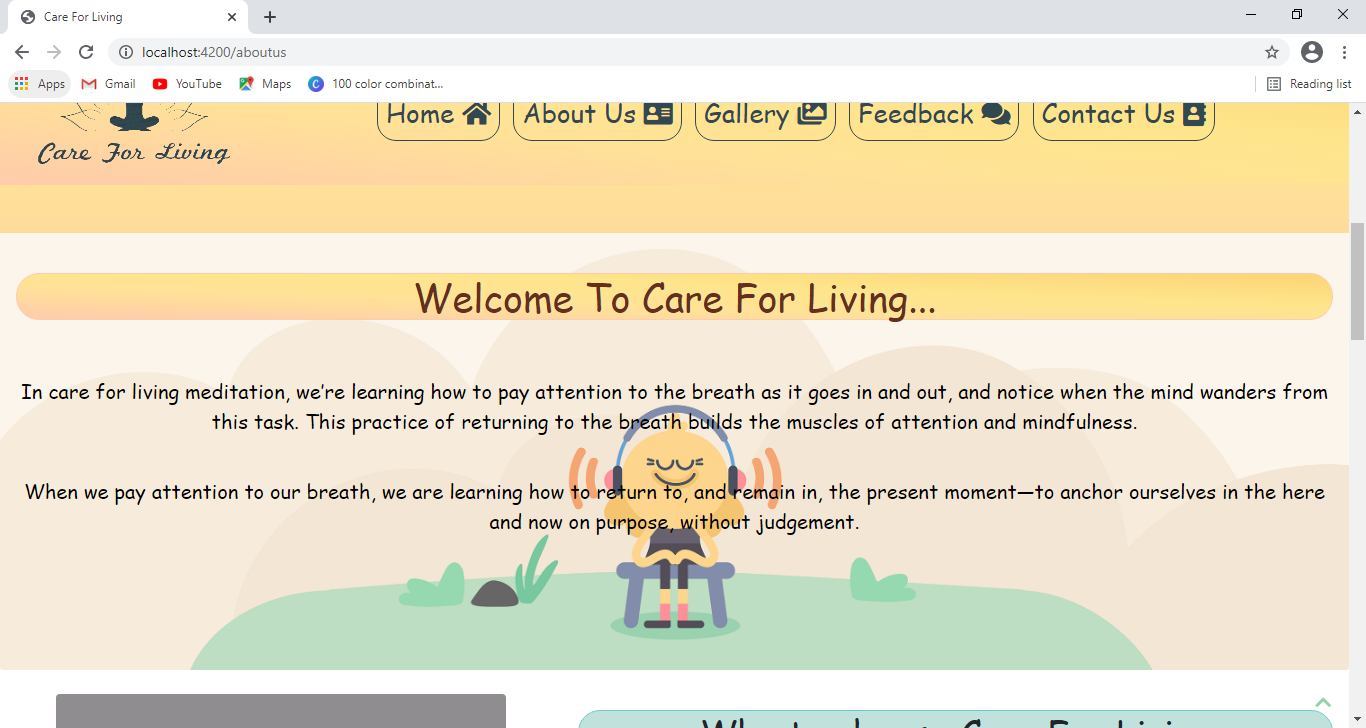 Care For Living
localhost:4200/aboutus
Apps Gmail YouTube Maps 100 color combinat... Reading list
Home About Us Gallery Feedback Contact Us
Care For Living
Welcome To Care For Living...
In care for living meditation, we're learning how to pay attention to the breath as it goes in and out, and notice when the mind wanders from
this task. This practice of returning to the breath builds the muscles of attention and mindfulness.
When we pay attention to our breath, we are learning how to return to, and remain in, the present moment—to anchor ourselves in the here
and now on purpose, without judgement.